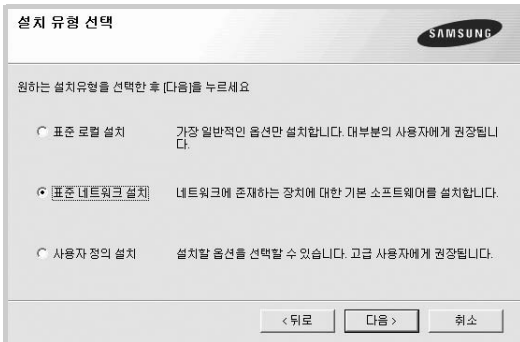 설치 유형 선택
SAMSUNG
원하는 설치유형을 선택한 후 [다음]을 누르세요
표준 로컬 설치
가장 일반적인 옵션만 설치합니다. 대부분의 사용자에게 권장됩니
다.
표준 네트워크 설치
네트워크에 존재하는 장치에 대한 기본 소프트웨어를 설치합니다.
사용자 정의 설치
설치할 옵션을 선택할 수 있습니다. 고급 사용자에게 권장됩니다.
< 뒤로
다음 >
취소